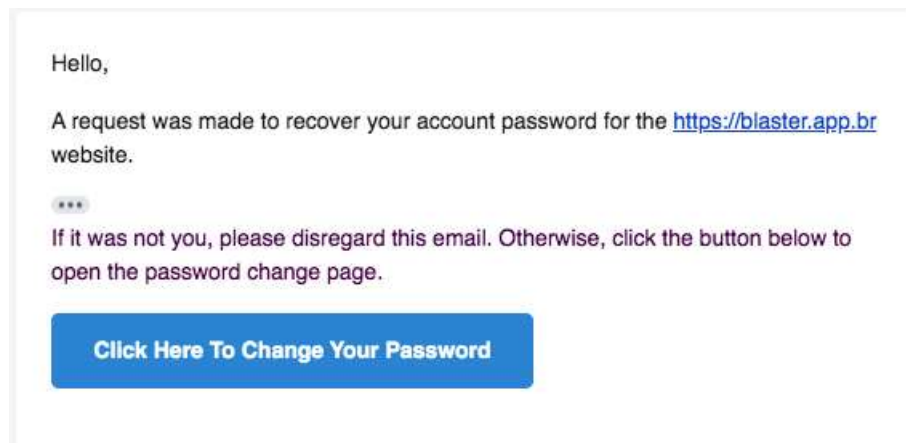 Hello,
A request was made to recover your account password for the https://blaster.app.br
website.
•••
If it was not you, please disregard this email. Otherwise, click the button below to
open the password change page.
Click Here To Change Your Password